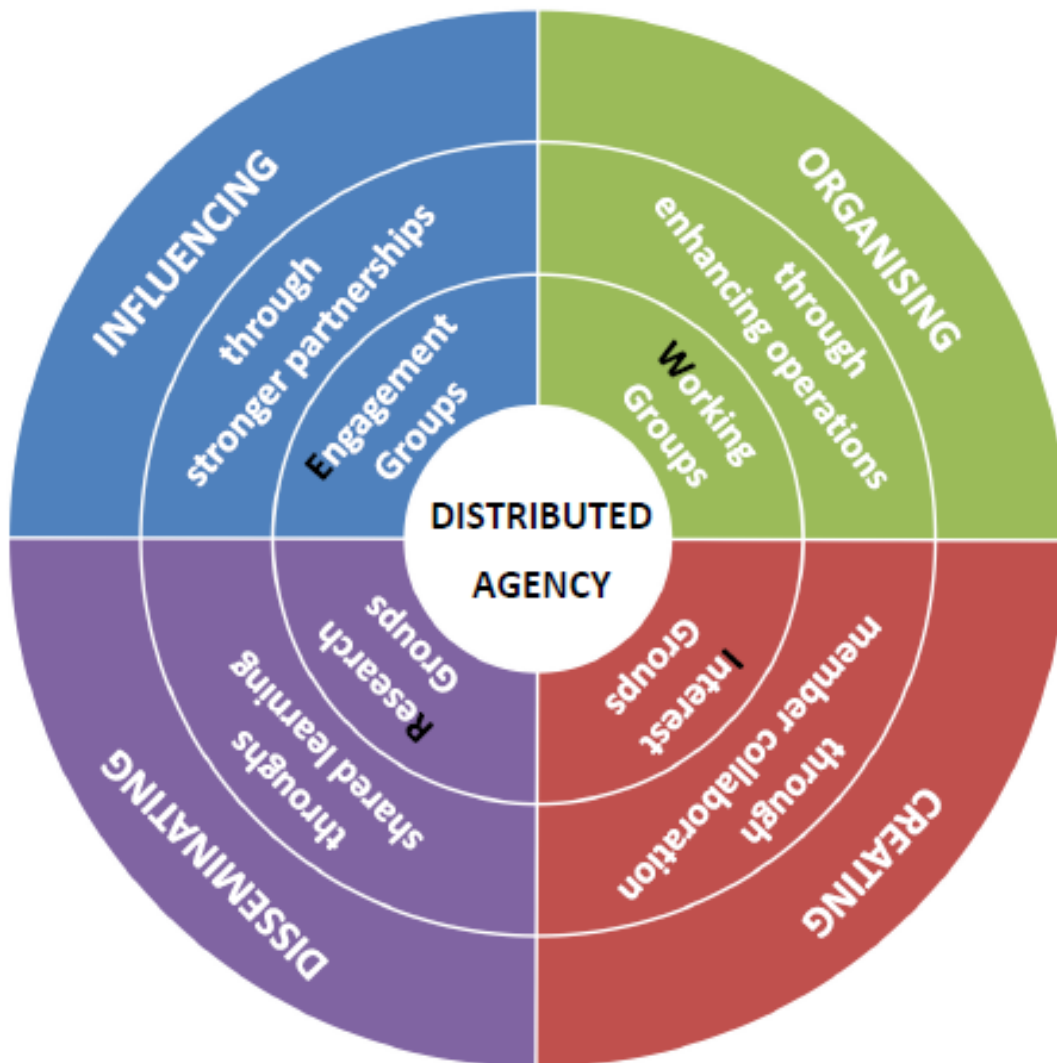 INFLUENCING
through
stronger partnerships
Engagement
Groups
ORGANISING
through
enhancing operations
Working
Groups
DISTRIBUTED
AGENCY
CREATING
through
member collaboration
Interest
Groups
DISSEMINATING
throughs
shared learning
Research
Groups